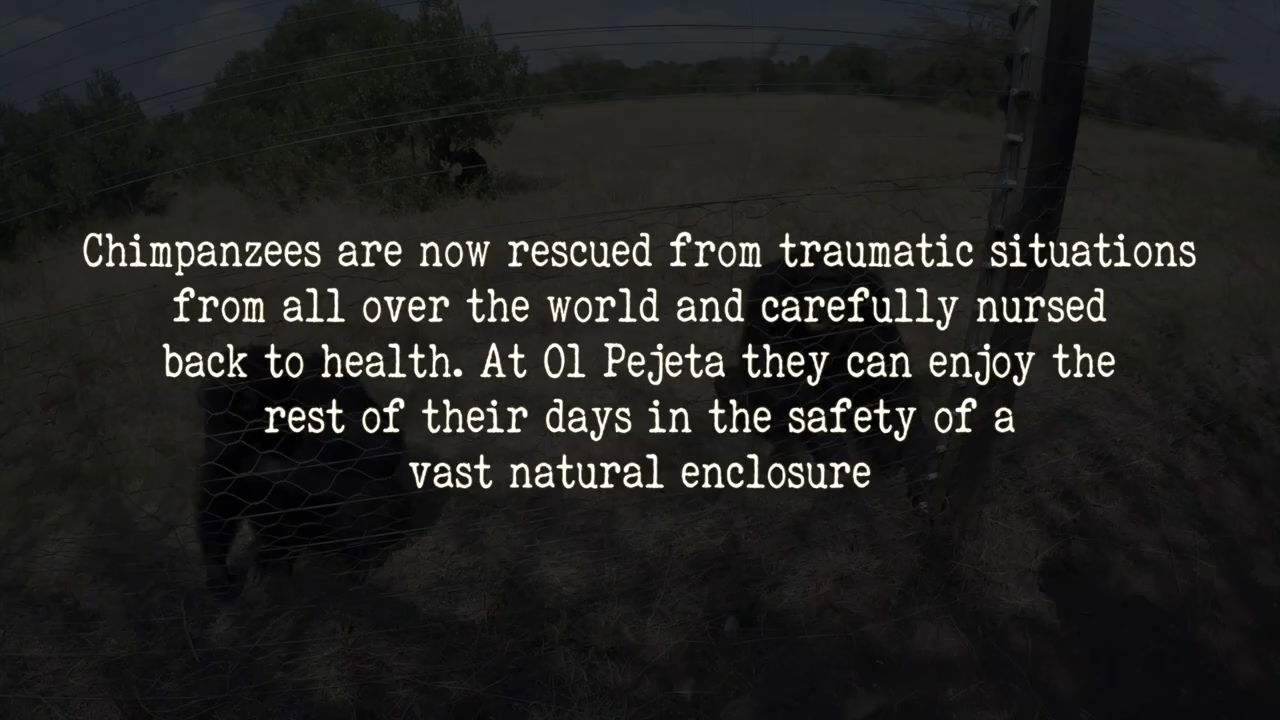 Chimpanzees are now rescued from traumatic situations
from all over the world and carefully nursed
back to health. At Ol Pejeta they can enjoy the
rest of their days in the safety of a
vast natural enclosure